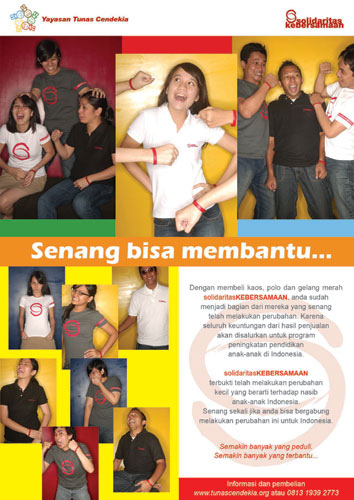 Yayasan Tunas Cendekia
solidaritas
kebersamaan
Senang bisa membantu...
Dengan membeli kaos, polo dan gelang merah
solidaritasKEBERSAMAAN, anda sudah
menjadi bagian dari mereka yang senang
telah melakukan perubahan. Karena
seluruh keuntungan dari hasil penjualan
akan disalurkan untuk program
peningkatan pendidikan
anak-anak di Indonesia.
solidaritasKEBERSAMAAN
terbukti telah melakukan perubahan
kecil yang berarti terhadap nasib
anak-anak Indonesia.
Senang sekali jika anda bisa bergabung
melakukan perubahan ini untuk Indonesia.
Semakin banyak yang peduli,
Semakin banyak yang terbantu...
Informasi dan pembelian
www.tunascendekia.org atau 0813 1939 2773